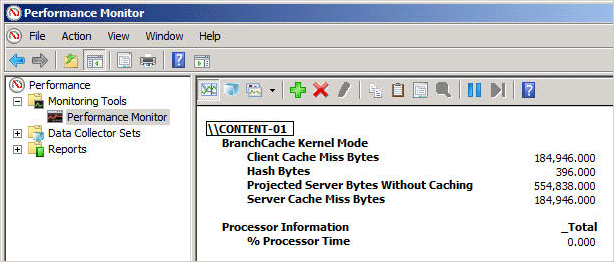 Performance Monitor
File Action View Window Help
Performance
Monitoring Tools
Performance Monitor
Data Collector Sets
Reports
\\CONTENT-01
BranchCache Kernel Mode
Client Cache Miss Bytes 184,946.000
Hash Bytes 396.000
Projected Server Bytes Without Caching 554,838.000
Server Cache Miss Bytes 184,946.000
Processor Information _Total
% Processor Time 0.000